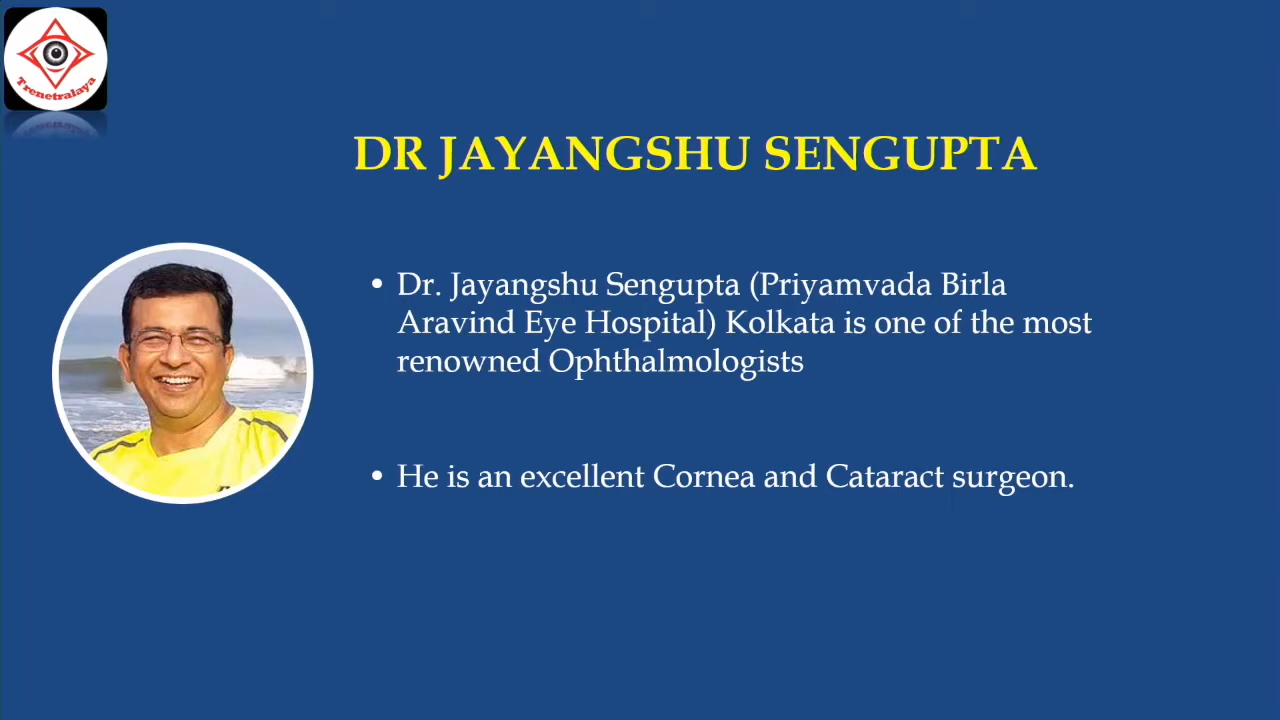 Trenetralaya
DR JAYANGSHU SENGUPTA
• Dr. Jayangshu Sengupta (Priyamvada Birla
Aravind Eye Hospital) Kolkata is one of the most
renowned Ophthalmologists
• He is an excellent Cornea and Cataract surgeon.